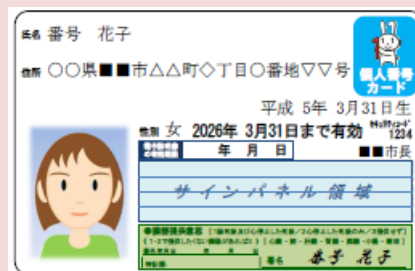 氏名 番号 花子
個人番号
カード
住所 〇〇県■■市△△町◇丁目〇番地▽▽号
平成 5年 3月31日生
性別 女 2026年 3月31日まで有効
1234
年 月 日
■■市長
サインパネル領域
署名 番号 花子